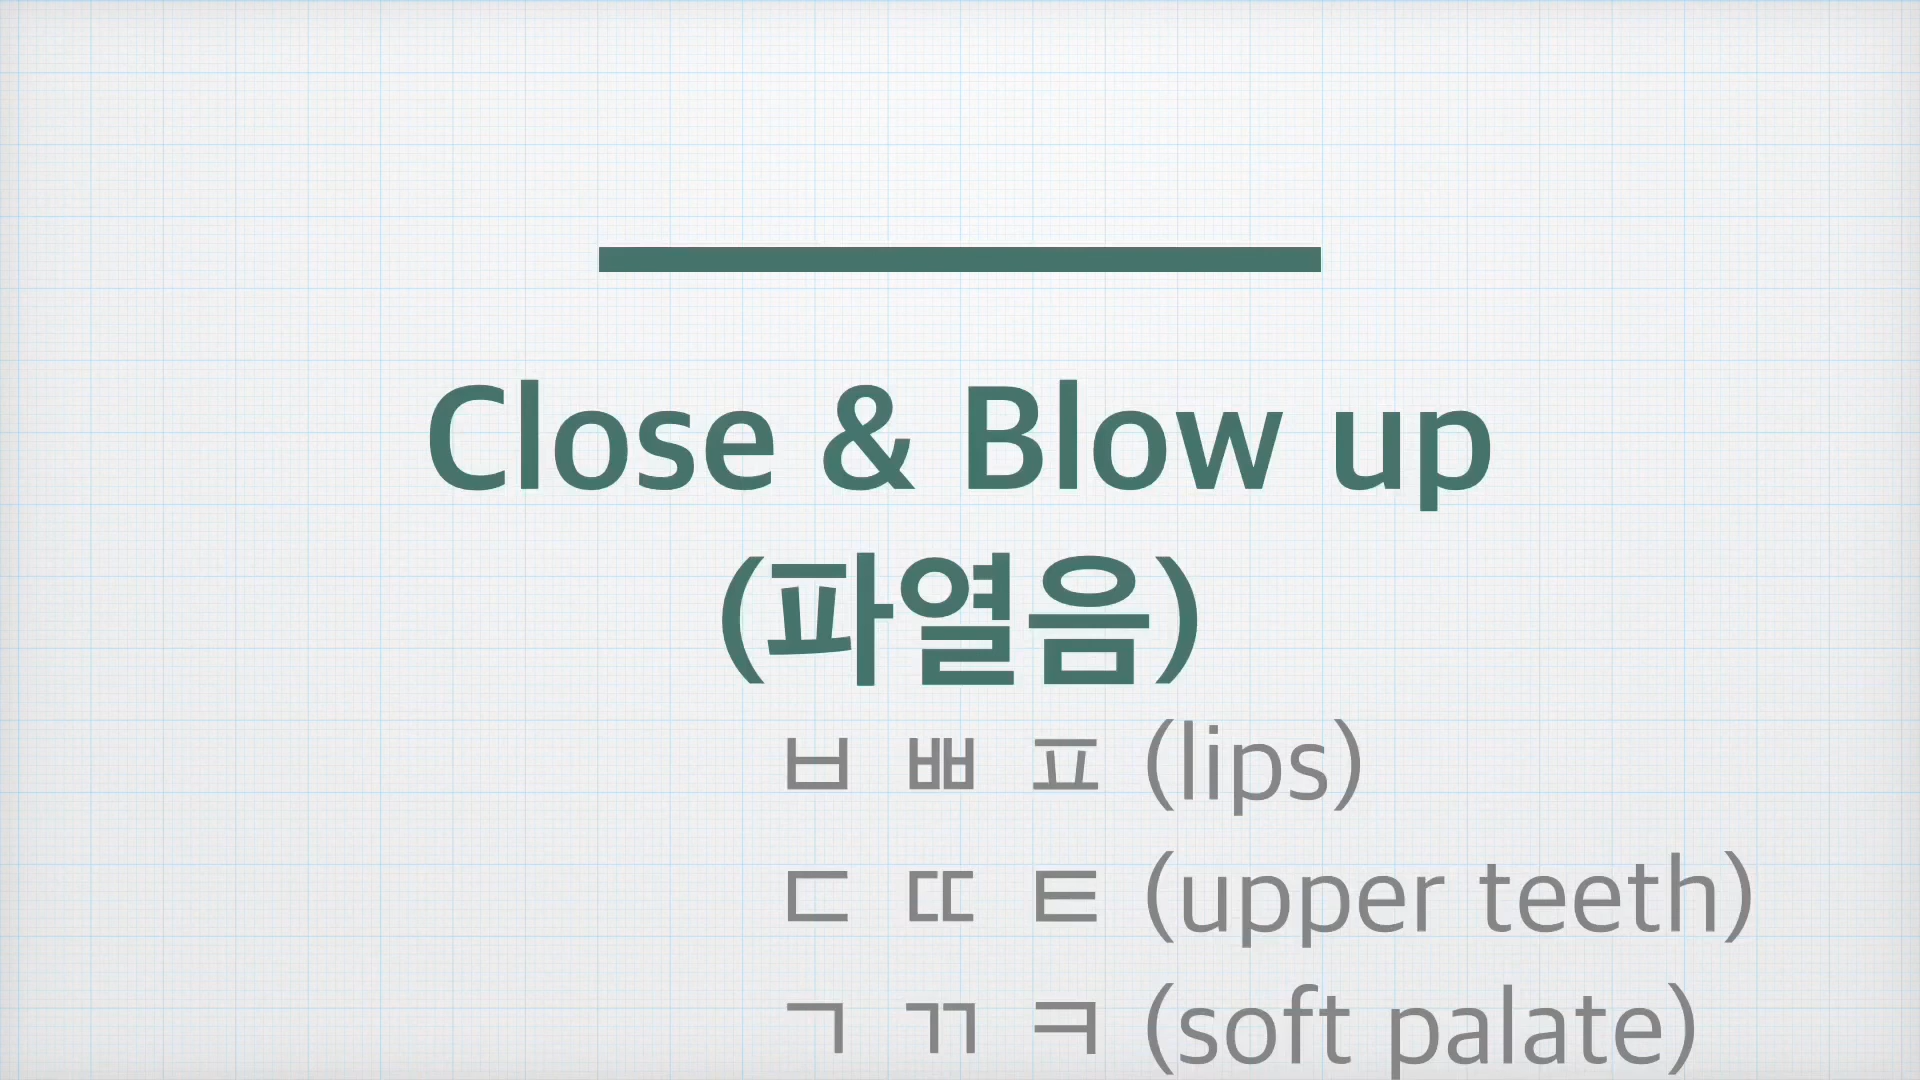 Close & Blow up
(파열음)
ㅂ ㅃ ㅍ (lips)
ㄷ ㄸ ㅌ (upper teeth)
ㄱ ㄲ ㅋ (soft palate)